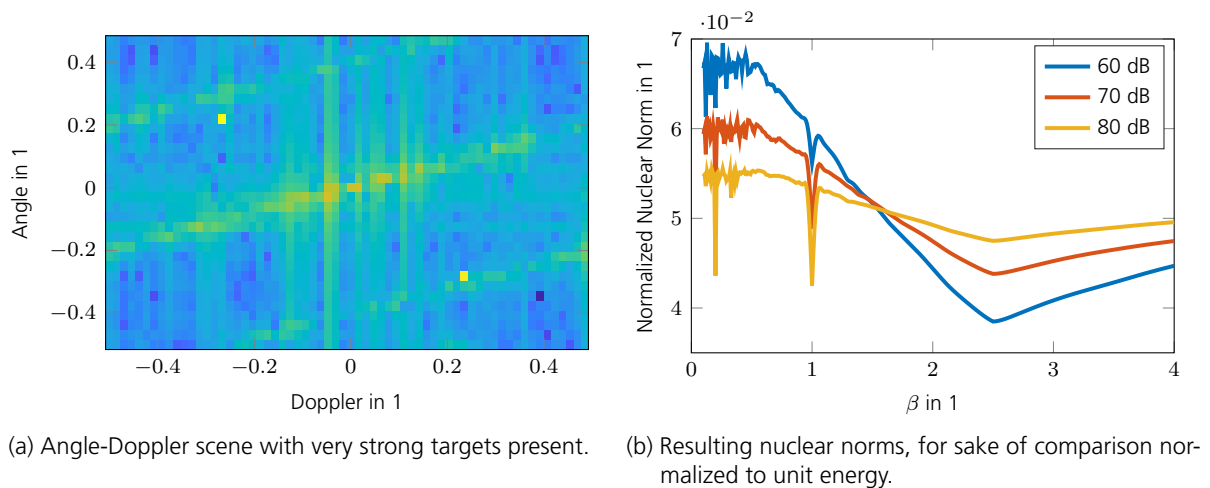 0.4
0.2
0
−0.2
−0.4
Angle in 1
−0.4 −0.2 0 0.2 0.4
Doppler in 1
(a) Angle-Doppler scene with very strong targets present.
·10−2
7
6
5
4
Normalized Nuclear Norm in 1
60 dB
70 dB
80 dB
0 1 2 3 4
β in 1
(b) Resulting nuclear norms, for sake of comparison nor-
malized to unit energy.